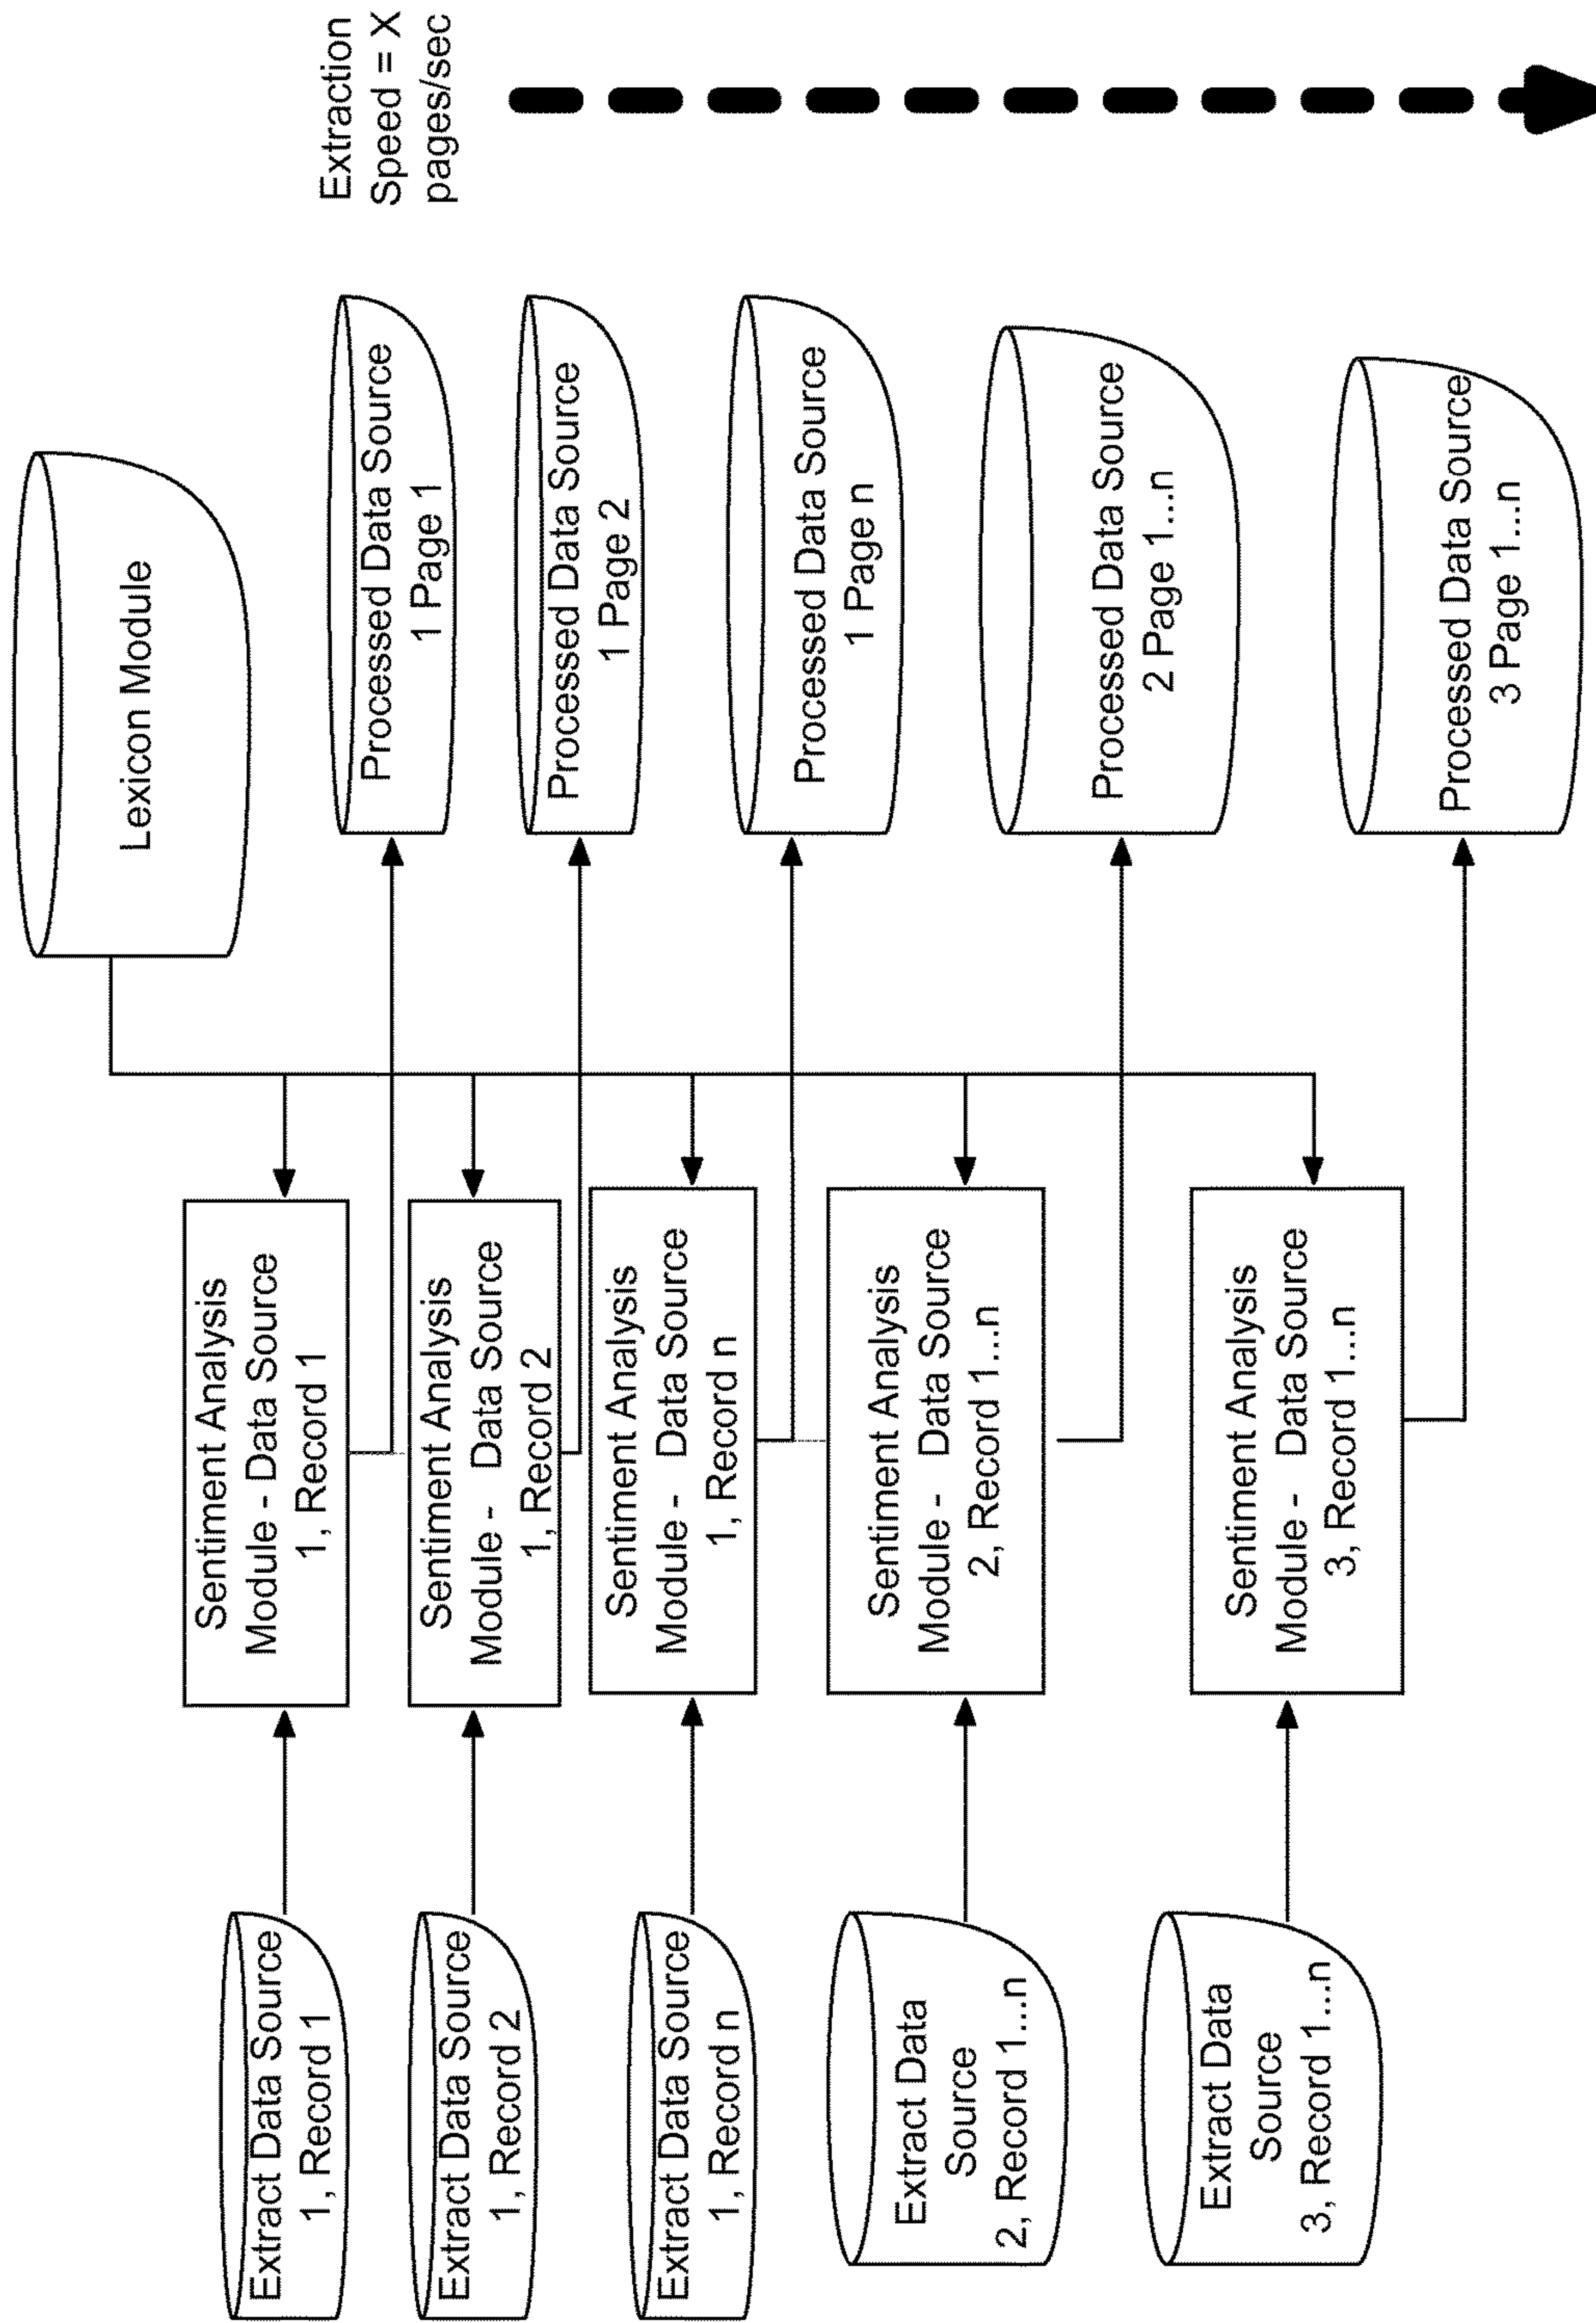 Extract Data Source
1, Record 1
Extract Data Source
1, Record 2
Extract Data Source
1, Record n
Extract Data
Source
2, Record 1...n
Extract Data
Source
3, Record 1...n
Sentiment Analysis
Module - Data Source
1, Record 1
Sentiment Analysis
Module - Data Source
1, Record 2
Sentiment Analysis
Module - Data Source
1, Record n
Sentiment Analysis
Module - Data Source
2, Record 1...n
Sentiment Analysis
Module - Data Source
3, Record 1...n
Lexicon Module
Processed Data Source
1 Page 1
Processed Data Source
1 Page 2
Processed Data Source
1 Page n
Processed Data Source
2 Page 1...n
Processed Data Source
3 Page 1...n
Extraction
Speed = X
pages/sec